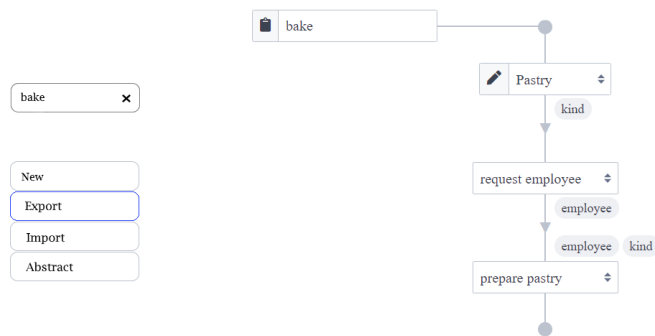 bake
Pastry
kind
bake
New
request employee
Export
employee
Import
employee kind
Abstract
prepare pastry